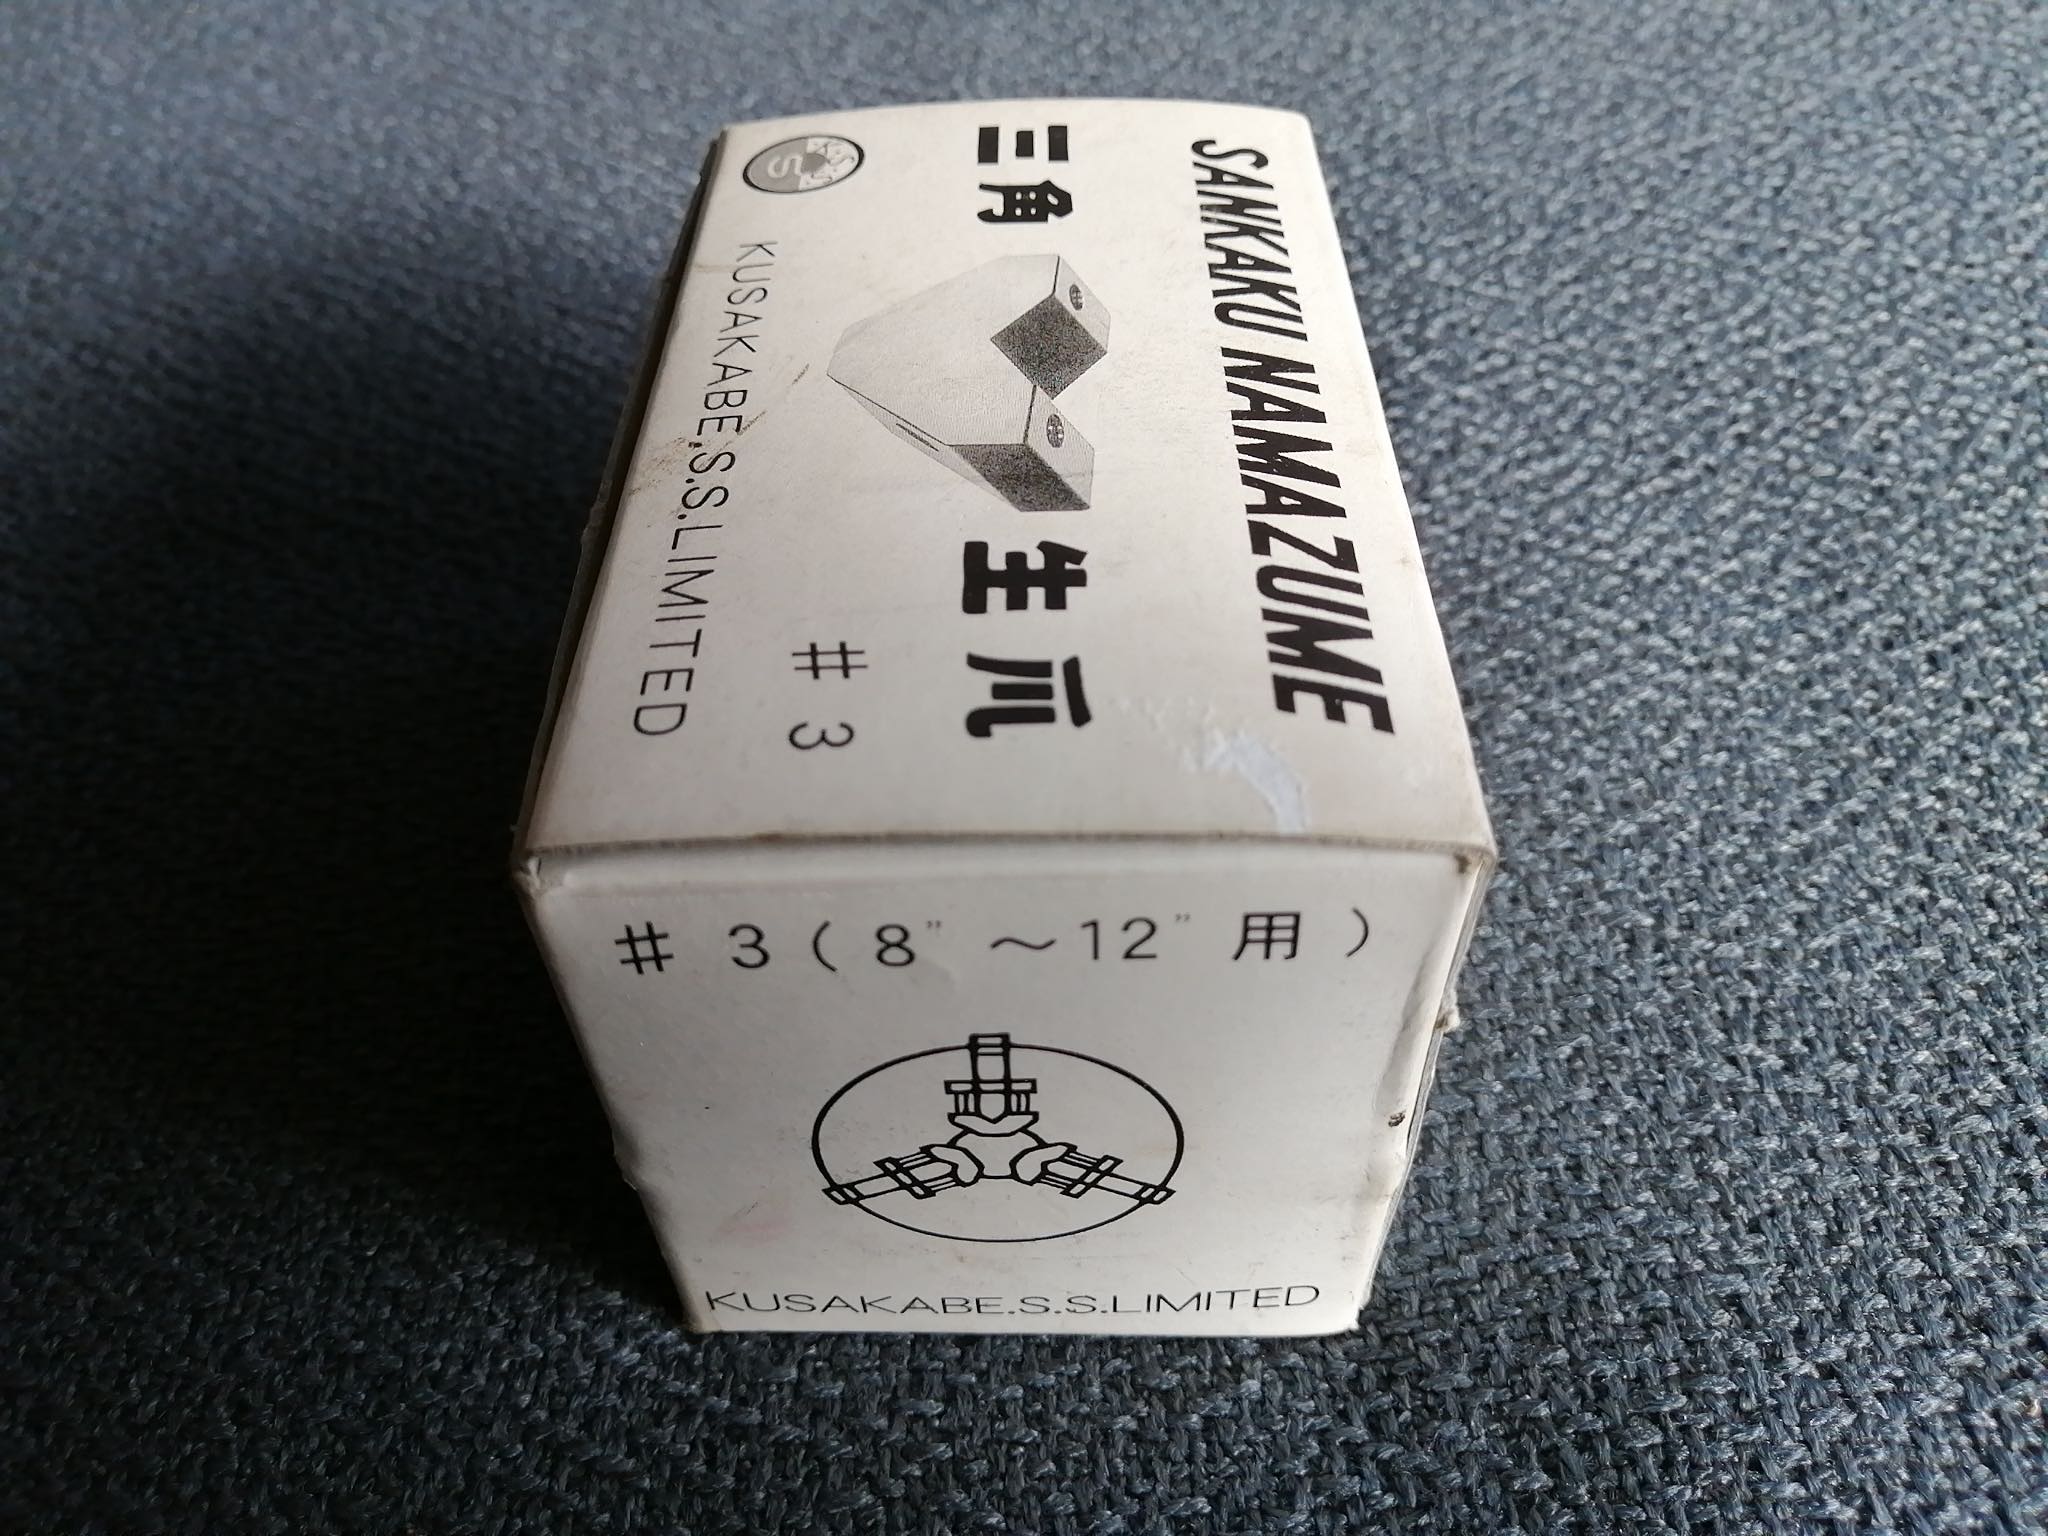 SANKAKU NAMAZUME
三角 生爪
# 3
KUSAKABE.S.S.LIMITED
# 3 ( 8" ～12" 用 )
KUSAKABE.S.S.LIMITED